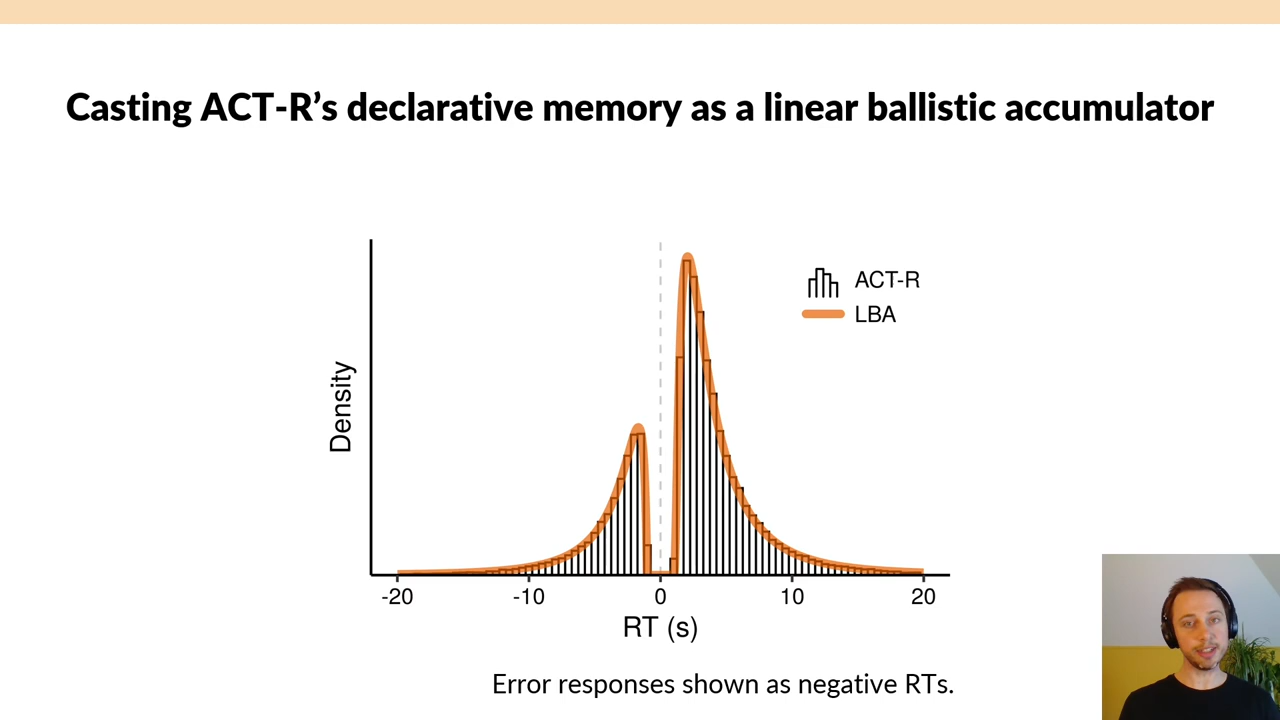 Casting ACT-R’s declarative memory as a linear ballistic accumulator
ACT-R
LBA
Density
-20
-10
0
10
20
RT (s)
Error responses shown as negative RTs.